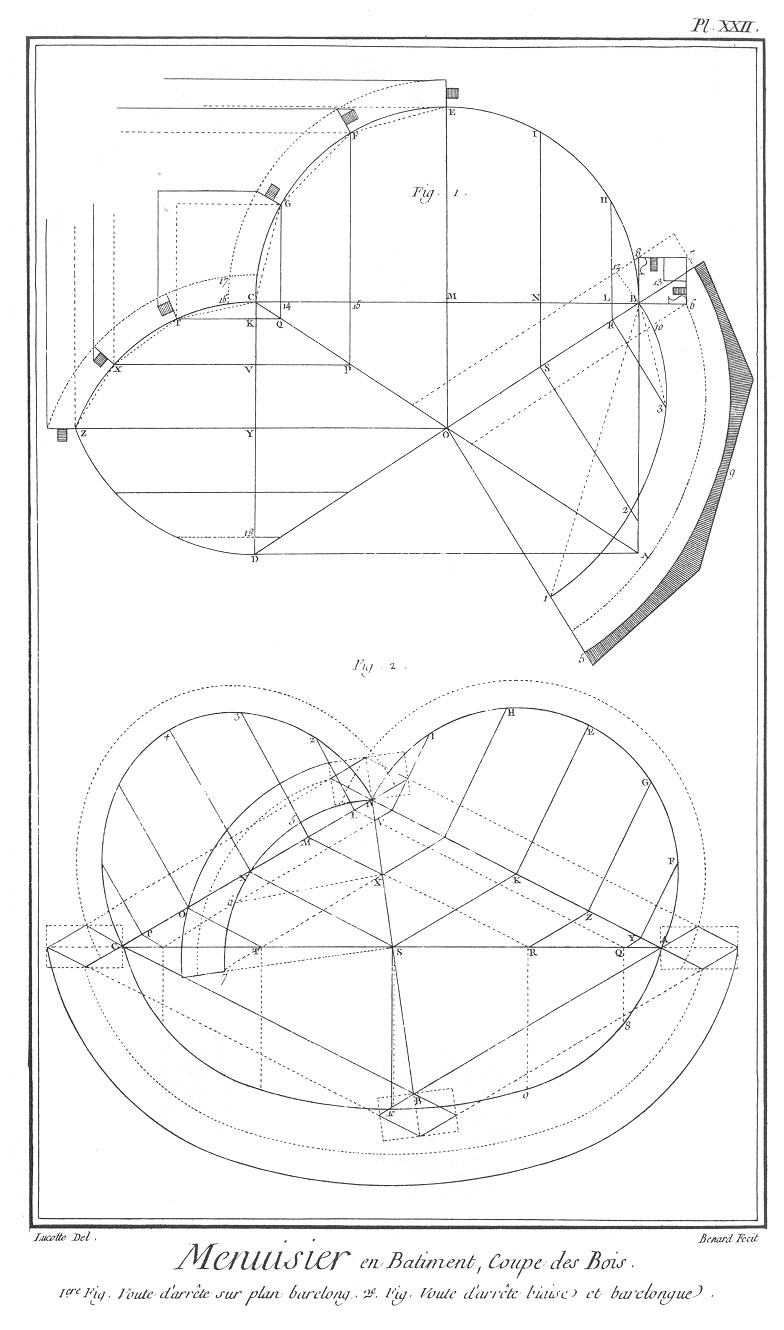 Pl. XXII.
E
F
I
Fig. 1.
G
H
8
7
17
17
13
16
C
14
15
M
N
L
B
6
T
K
Q
R
10
X
V
P
S
3
Z
Y
O
9
2
18
D
A
1
5
Fig. 2.
3
H
4
2
I
E
G
5
D
L
V
M
F
N
X
K
O
a
Z
P
C
T
S
R
Q
Y
A
7
8
B
9
Lucotte Del.
Benard Fecit
Menuisier en Batiment, Coupe des Bois.
1ere Fig. Voute d'arrête sur plan barelong. 2e. Fig. Voute d'arrête biaise et barelongue.